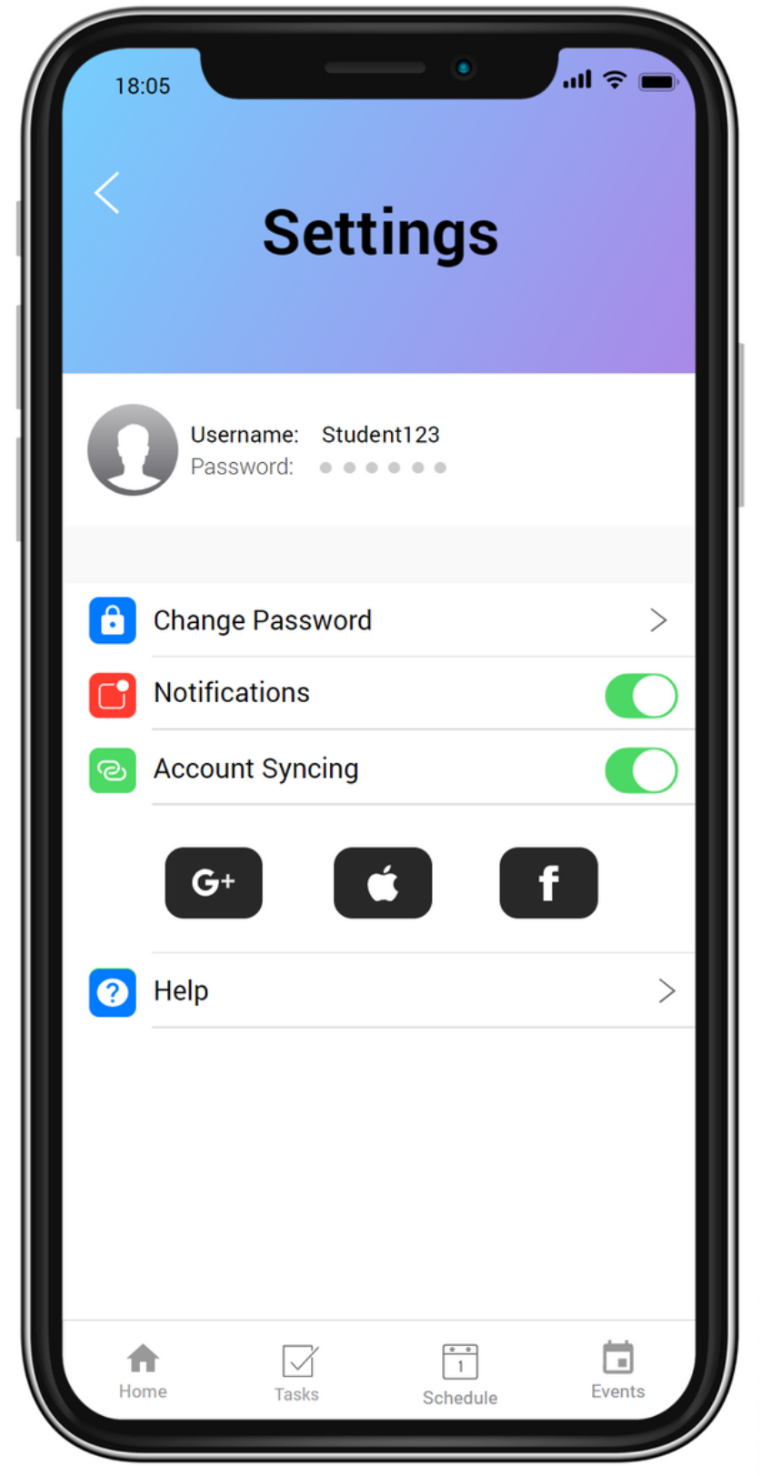 18:05
Settings
Username: Student123
Password:
Change Password
Notifications
Account Syncing
G+ f
?
Help
1
Home Tasks Schedule Events